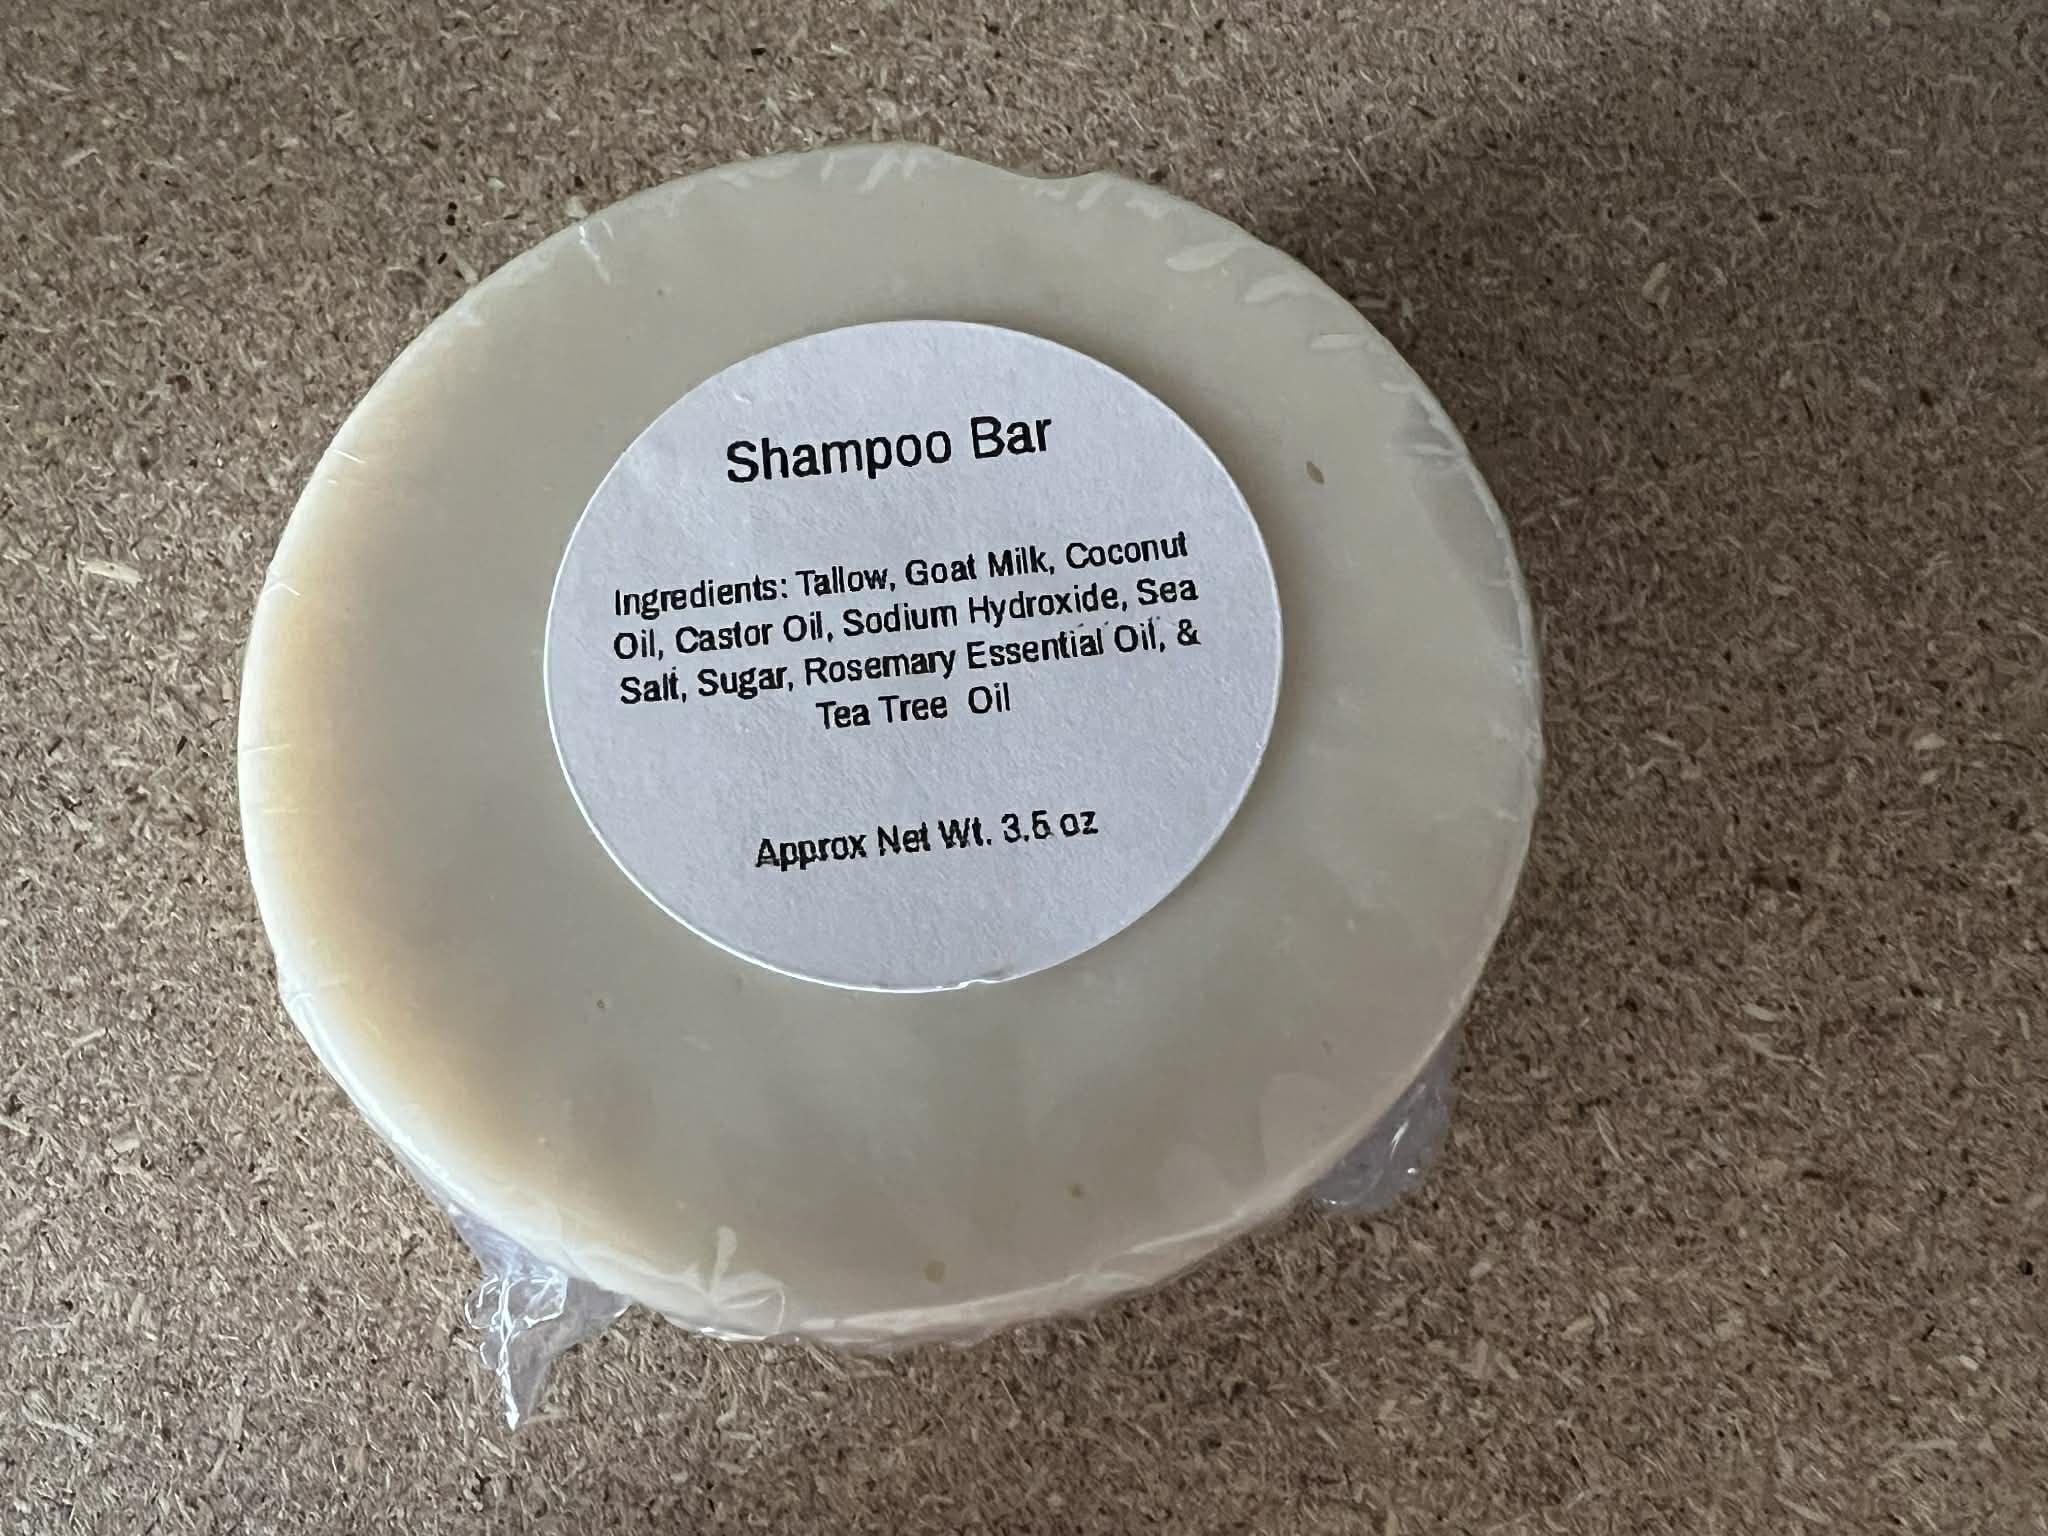 Shampoo Bar
Ingredients: Tallow, Goat Milk, Coconut
Oil, Castor Oil, Sodium Hydroxide, Sea
Salt, Sugar, Rosemary Essential Oil, &
Tea Tree Oil
Approx Net Wt. 3.5 oz